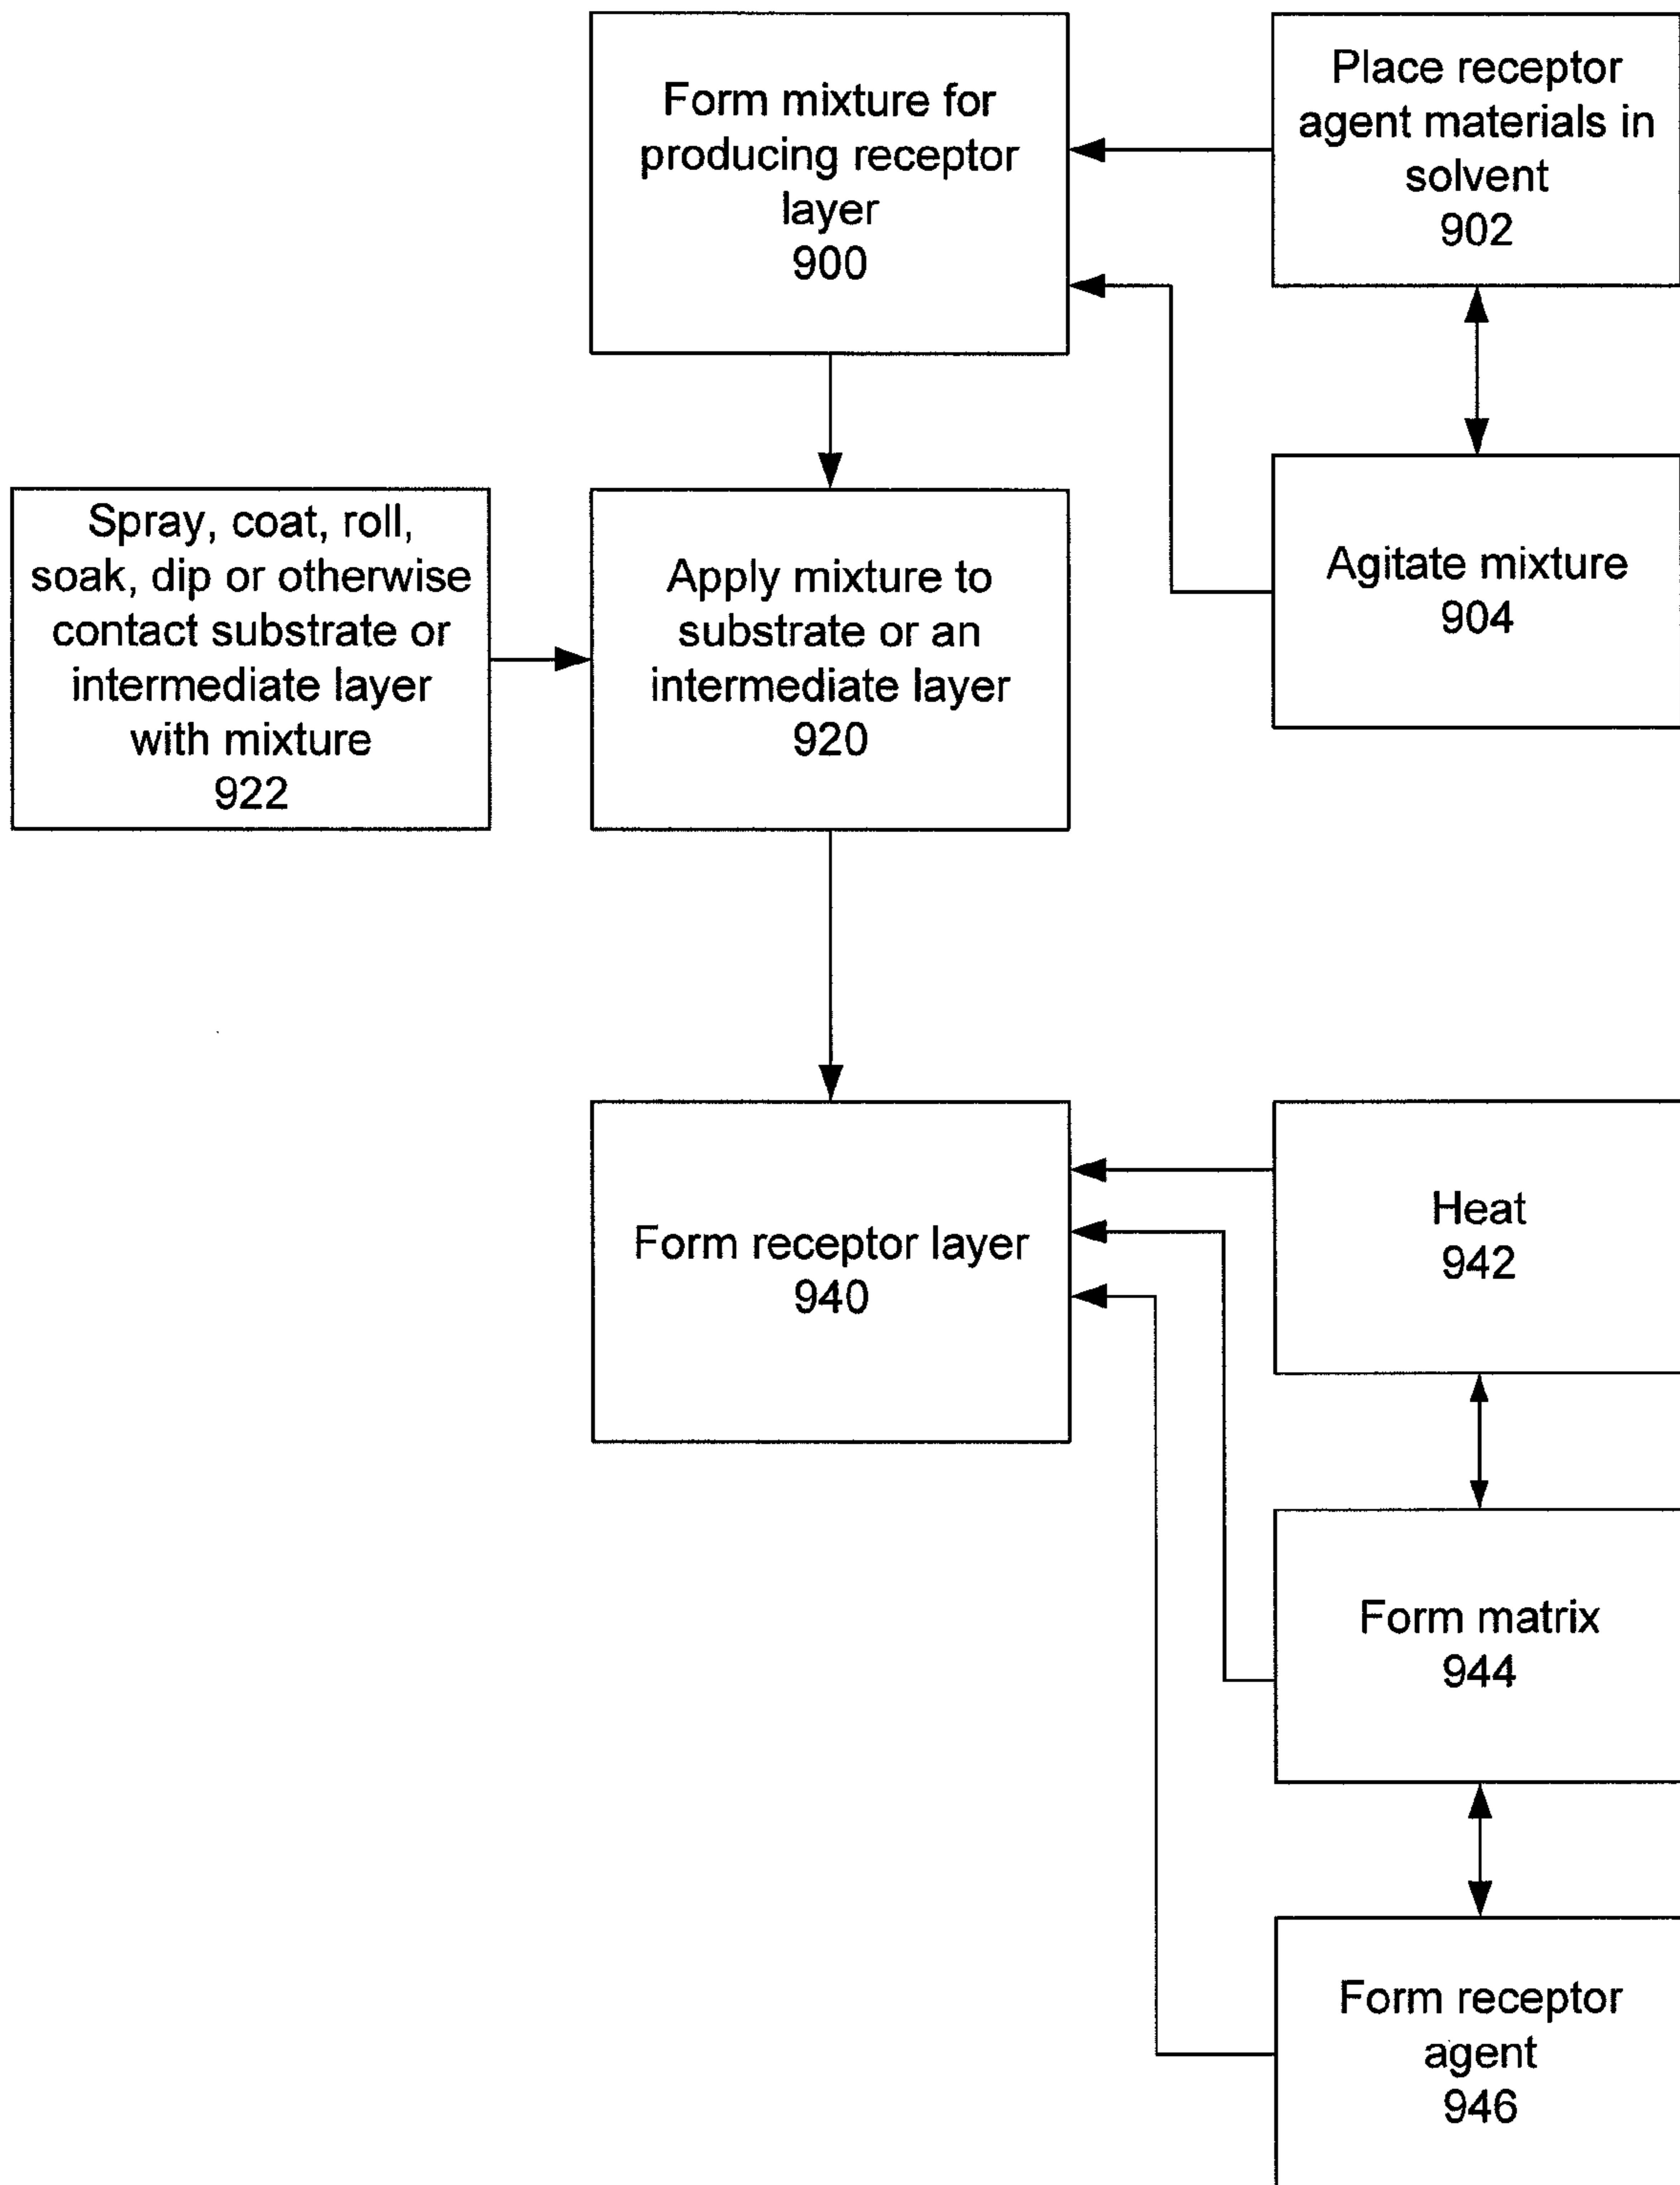 Form mixture for
producing receptor
layer
900
Place receptor
agent materials in
solvent
902
Spray, coat, roll,
soak, dip or otherwise
contact substrate or
intermediate layer
with mixture
922
Apply mixture to
substrate or an
intermediate layer
920
Agitate mixture
904
Form receptor layer
940
Heat
942
Form matrix
944
Form receptor
agent
946